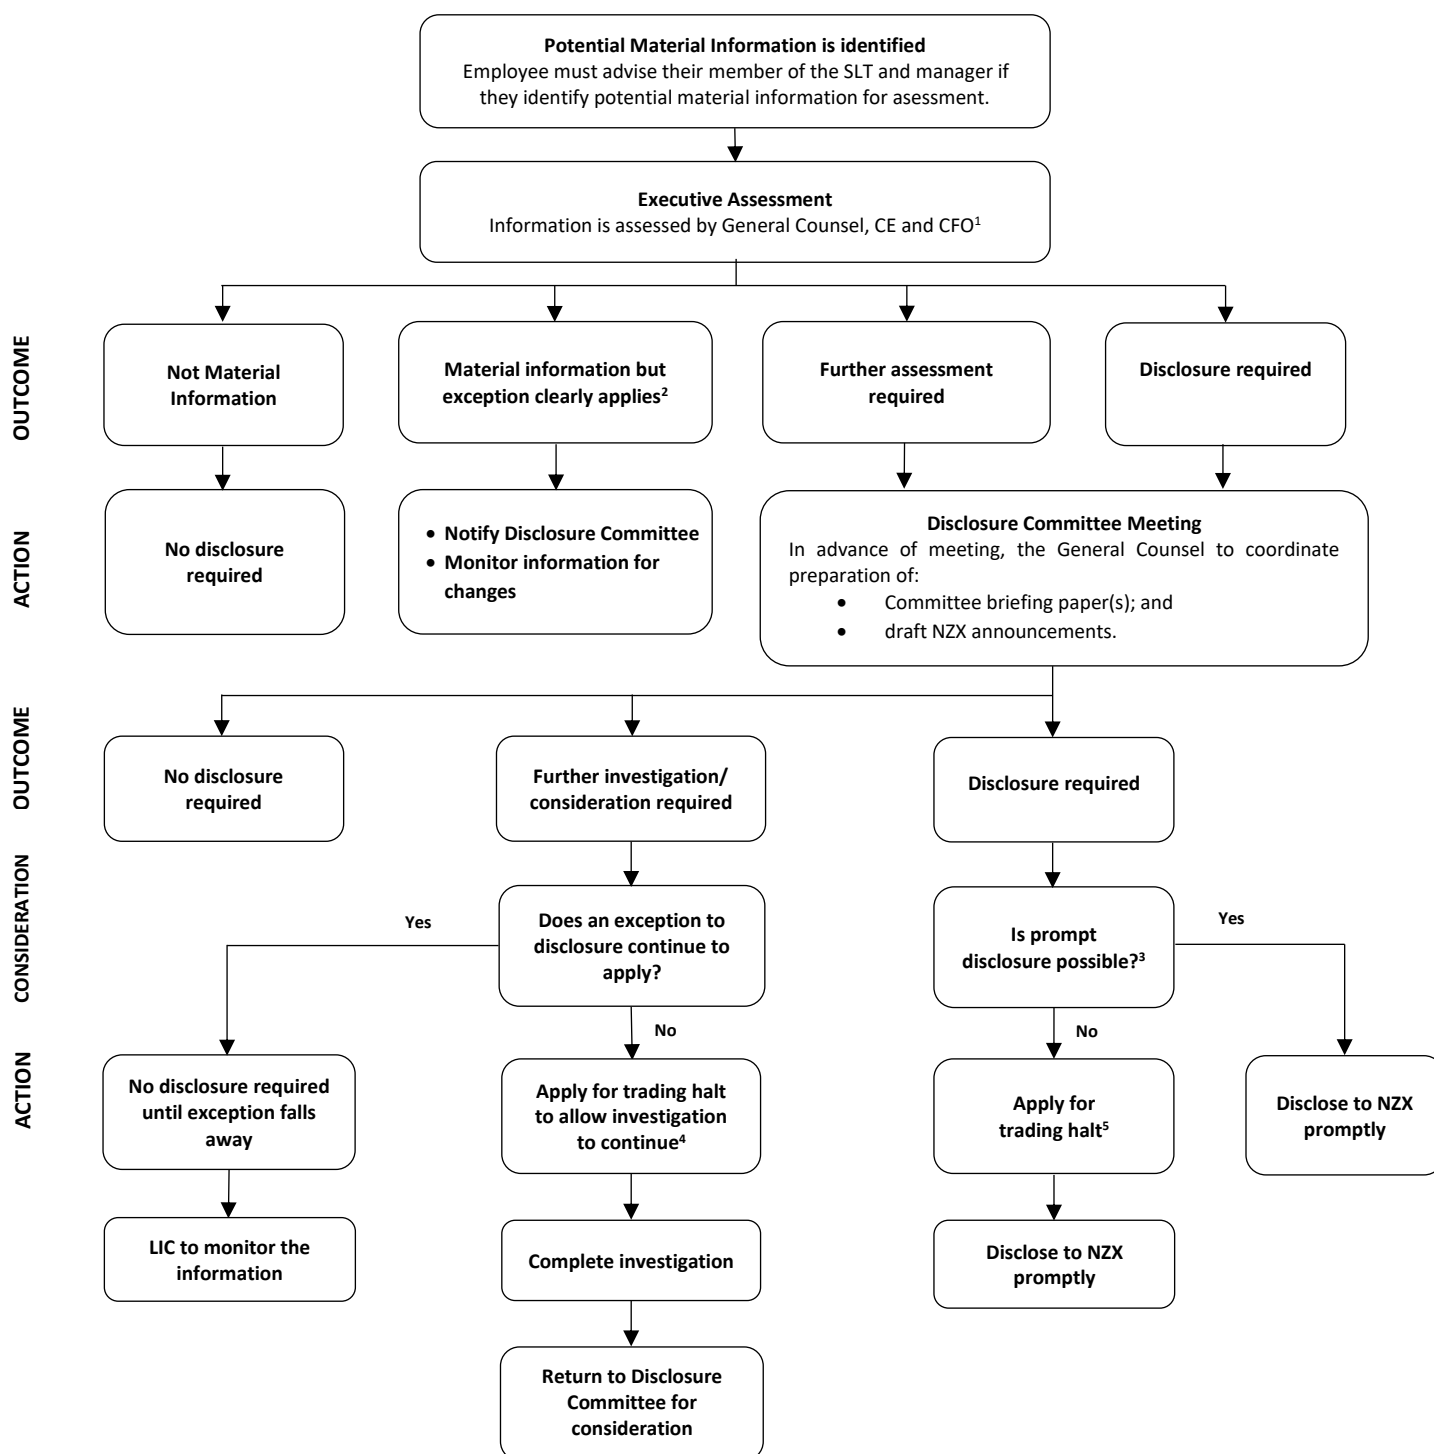 Potential Material Information is identified
Employee must advise their member of the SLT and manager if
they identify potential material information for asessment.
Executive Assessment
Information is assessed by General Counsel, CE and CFO1
OUTCOME
Not Material
Information
Material information but
exception clearly applies2
Further assessment
required
Disclosure required
ACTION
No disclosure
required
• Notify Disclosure Committee
• Monitor information for
changes
Disclosure Committee Meeting
In advance of meeting, the General Counsel to coordinate
preparation of:
• Committee briefing paper(s); and
• draft NZX announcements.
OUTCOME
No disclosure
required
Further investigation/
consideration required
Disclosure required
CONSIDERATION
Yes
Does an exception to
disclosure continue to
apply?
Is prompt
disclosure possible?3
Yes
No
No
ACTION
No disclosure required
until exception falls
away
Apply for trading halt
to allow investigation
to continue4
Apply for
trading halt5
Disclose to NZX
promptly
LIC to monitor the
information
Complete investigation
Disclose to NZX
promptly
Return to Disclosure
Committee for
consideration